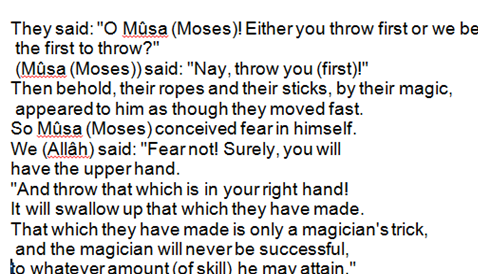 They said: "O Mûsa (Moses)! Either you throw first or we be
the first to throw?"
(Mûsa (Moses)) said: "Nay, throw you (first)!"
Then behold, their ropes and their sticks, by their magic,
appeared to him as though they moved fast.
So Mûsa (Moses) conceived fear in himself.
We (Allâh) said: "Fear not! Surely, you will
have the upper hand.
"And throw that which is in your right hand!
It will swallow up that which they have made.
That which they have made is only a magician's trick,
and the magician will never be successful,
to whatever amount (of skill) he may attain."